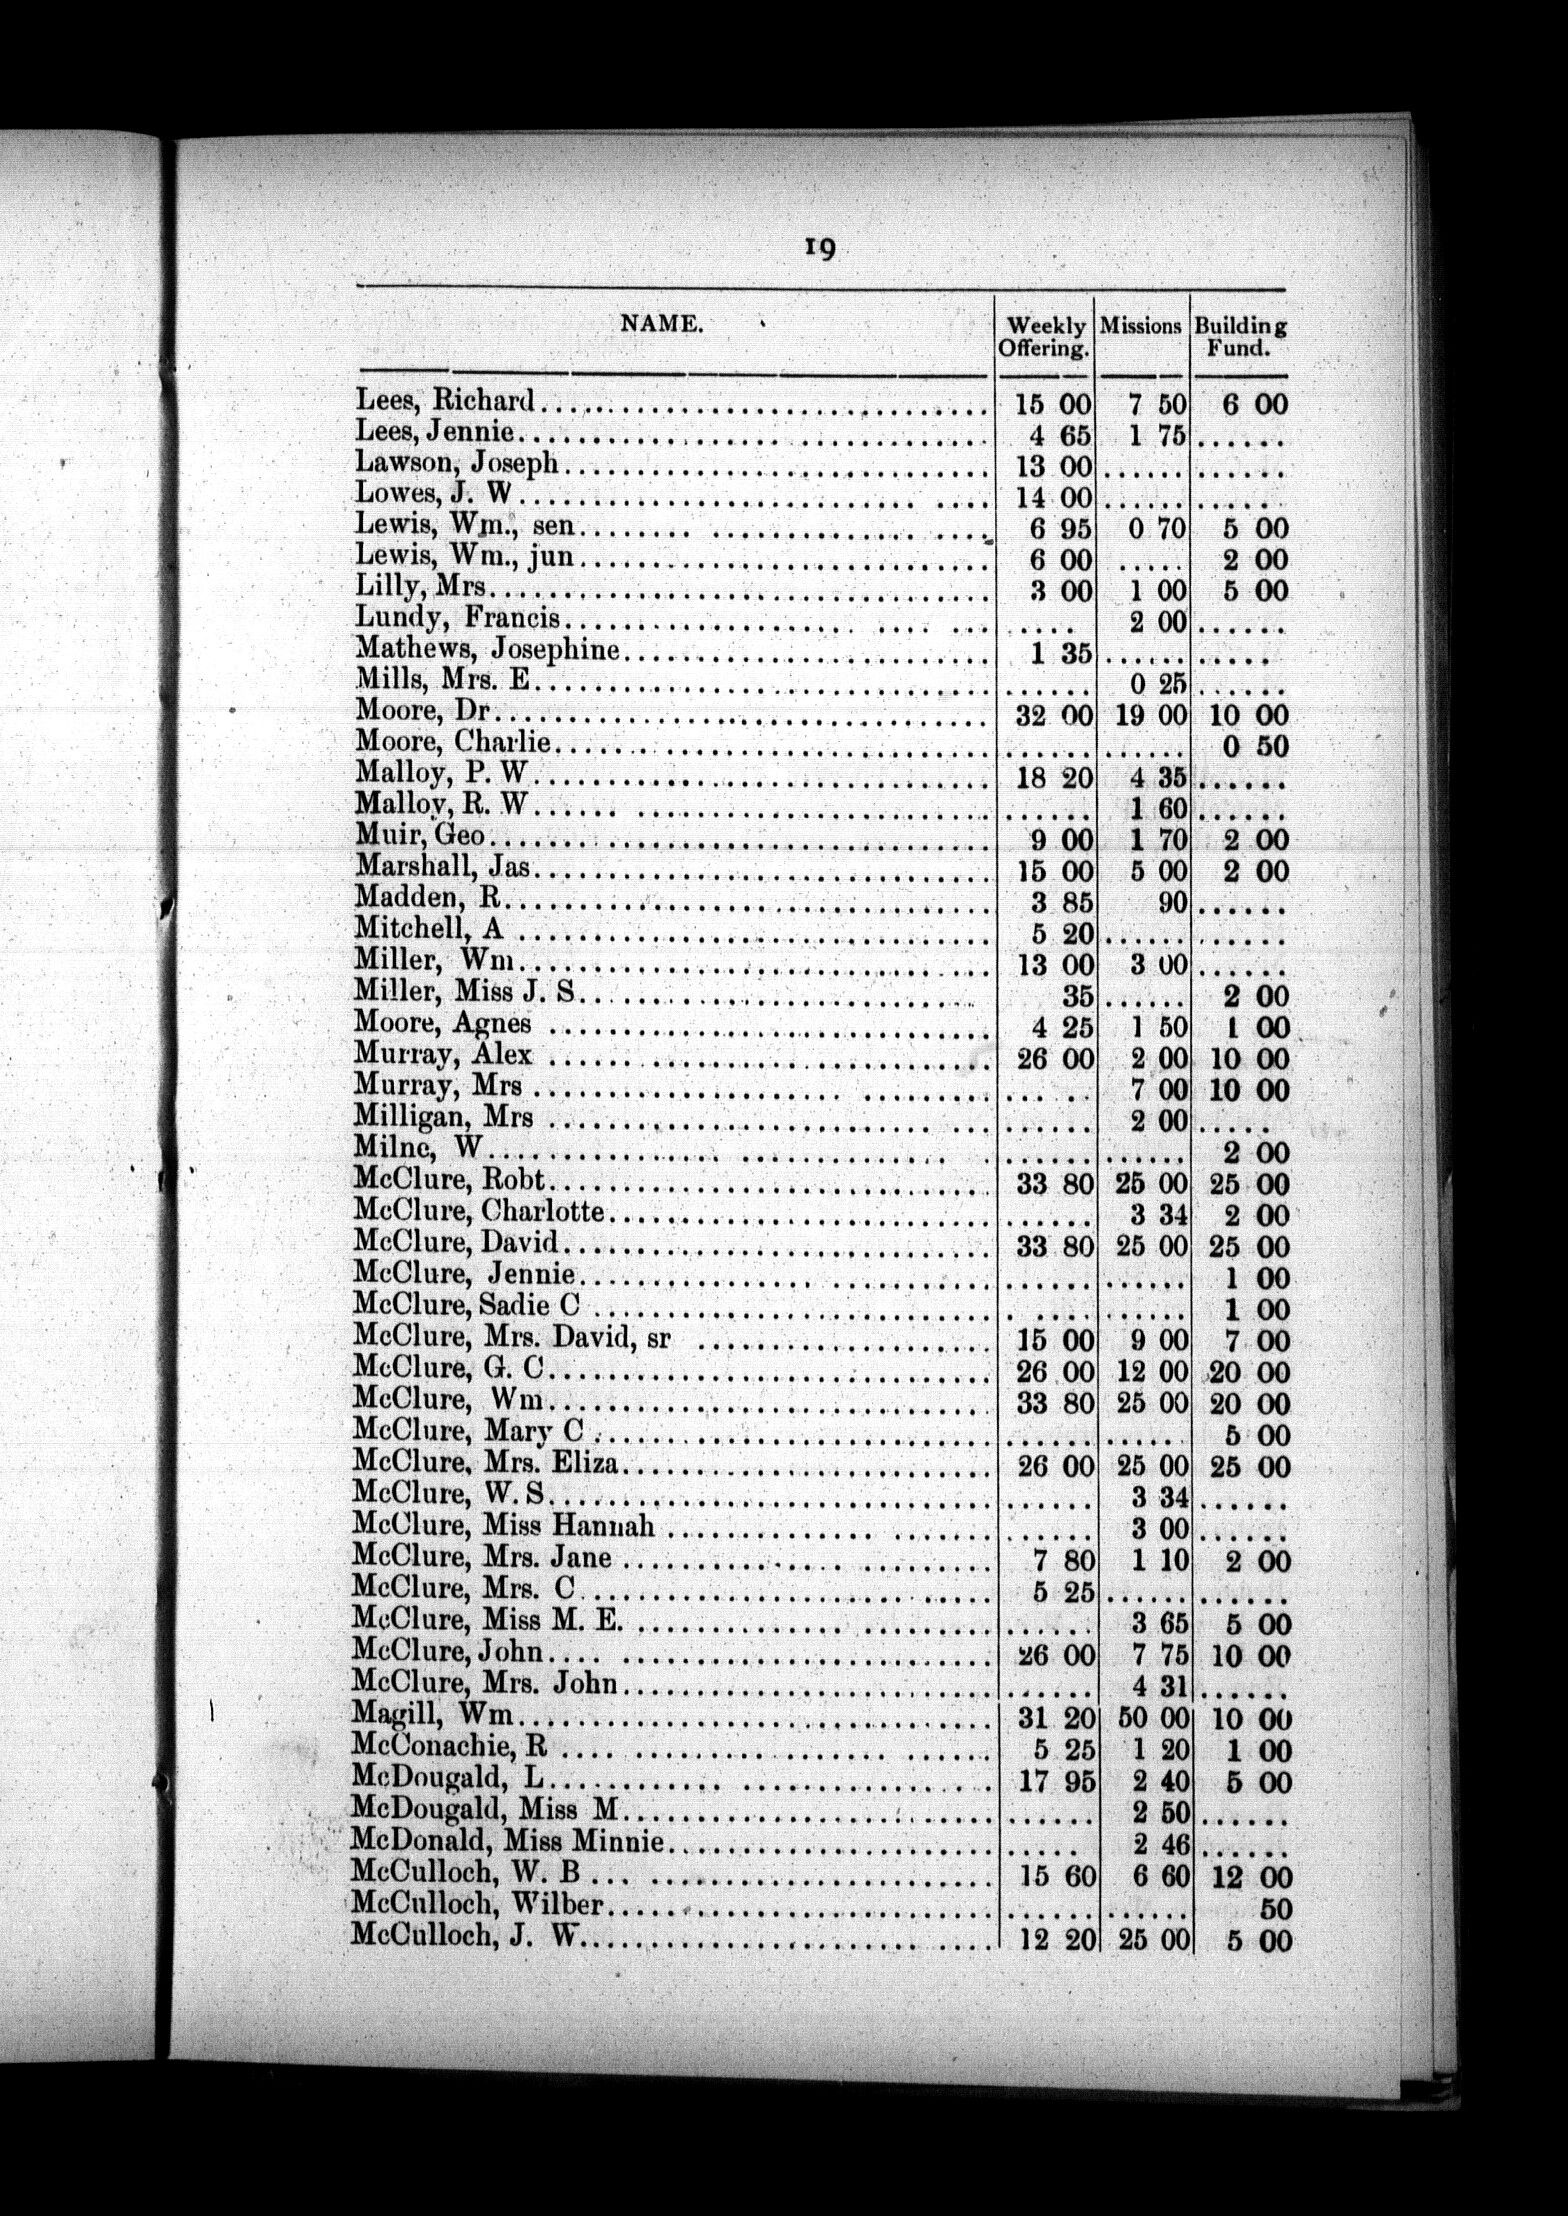 19
NAME. Weekly Offering. Missions Building Fund.
Lees, Richard 15 00 7 50 6 00
Lees, Jennie 4 65 1 75 ......
Lawson, Joseph 13 00 ...... ......
Lowes, J. W 14 00 ...... ......
Lewis, Wm., sen 6 95 0 70 5 00
Lewis, Wm., jun 6 00 ..... 2 00
Lilly, Mrs 3 00 1 00 5 00
Lundy, Francis ..... 2 00 ......
Mathews, Josephine 1 35 ...... .....
Mills, Mrs. E ...... 0 25 ......
Moore, Dr 32 00 19 00 10 00
Moore, Charlie ...... ...... 0 50
Malloy, P. W 18 20 4 35 ......
Malloy, R. W ...... 1 60 ......
Muir, Geo 9 00 1 70 2 00
Marshall, Jas 15 00 5 00 2 00
Madden, R 3 85 90 ......
Mitchell, A 5 20 ...... ......
Miller, Wm 13 00 3 00 ......
Miller, Miss J. S 35 ...... 2 00
Moore, Agnes 4 25 1 50 1 00
Murray, Alex 26 00 2 00 10 00
Murray, Mrs ..... 7 00 10 00
Milligan, Mrs ...... 2 00 .....
Milne, W ...... ...... 2 00
McClure, Robt 33 80 25 00 25 00
McClure, Charlotte ...... 3 34 2 00
McClure, David 33 80 25 00 25 00
McClure, Jennie ...... ...... 1 00
McClure, Sadie C ..... ...... 1 00
McClure, Mrs. David, sr 15 00 9 00 7 00
McClure, G. C 26 00 12 00 20 00
McClure, Wm 33 80 25 00 20 00
McClure, Mary C ...... ..... 5 00
McClure, Mrs. Eliza 26 00 25 00 25 00
McClure, W. S ...... 3 34 ......
McClure, Miss Hannah ...... 3 00 ......
McClure, Mrs. Jane 7 80 1 10 2 00
McClure, Mrs. C 5 25 ...... ......
McClure, Miss M. E. ...... 3 65 5 00
McClure, John 26 00 7 75 10 00
McClure, Mrs. John ...... 4 31 ......
Magill, Wm 31 20 50 00 10 00
McConachie, R 5 25 1 20 1 00
McDougald, L 17 95 2 40 5 00
McDougald, Miss M ...... 2 50 ......
McDonald, Miss Minnie ..... 2 46 ......
McCulloch, W. B 15 60 6 60 12 00
McCulloch, Wilber ...... ...... 50
McCulloch, J. W 12 20 25 00 5 00